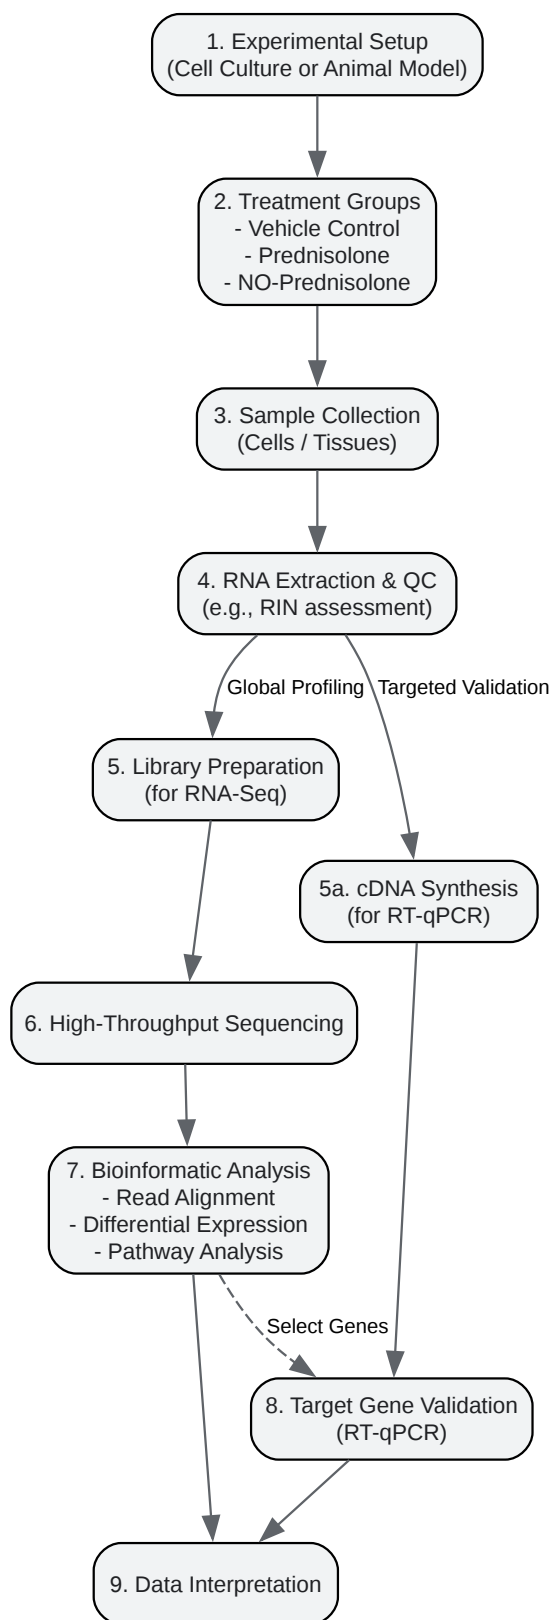 1. Experimental Setup
(Cell Culture or Animal Model)
2. Treatment Groups
- Vehicle Control
- Prednisolone
- NO-Prednisolone
3. Sample Collection
(Cells / Tissues)
4. RNA Extraction & QC
(e.g., RIN assessment)
Global Profiling
Targeted Validation
5. Library Preparation
(for RNA-Seq)
5a. cDNA Synthesis
(for RT-qPCR)
6. High-Throughput Sequencing
7. Bioinformatic Analysis
- Read Alignment
- Differential Expression
- Pathway Analysis
Select Genes
8. Target Gene Validation
(RT-qPCR)
9. Data Interpretation